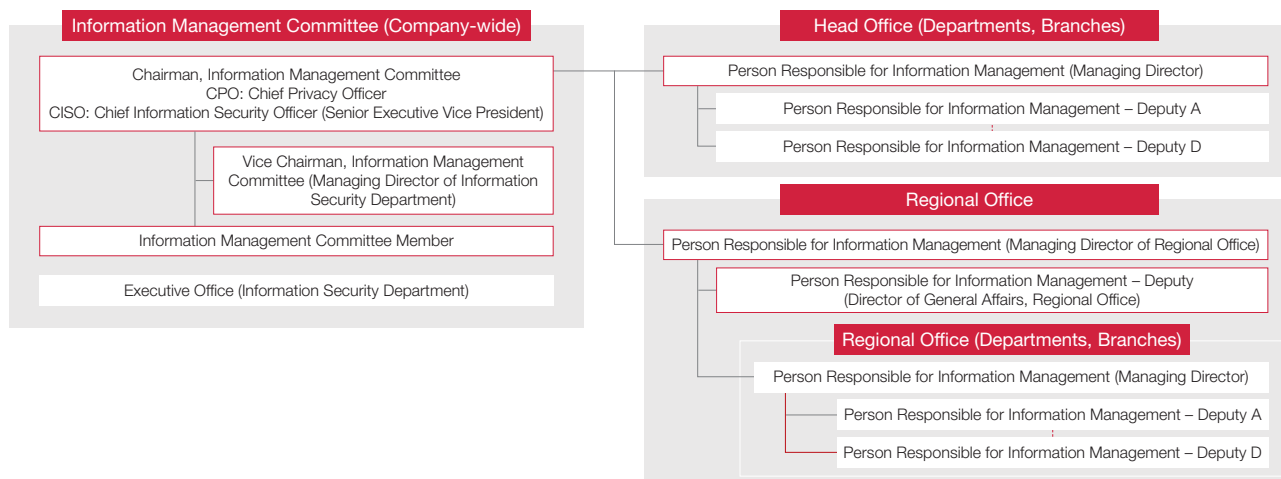 Information Management Committee (Company-wide)
Chairman, Information Management Committee
CPO: Chief Privacy Officer
CISO: Chief Information Security Officer (Senior Executive Vice President)
Vice Chairman, Information Management
Committee (Managing Director of Information
Security Department)
Information Management Committee Member
Executive Office (Information Security Department)
Head Office (Departments, Branches)
Person Responsible for Information Management (Managing Director)
Person Responsible for Information Management – Deputy A
Person Responsible for Information Management – Deputy D
Regional Office
Person Responsible for Information Management (Managing Director of Regional Office)
Person Responsible for Information Management – Deputy
(Director of General Affairs, Regional Office)
Regional Office (Departments, Branches)
Person Responsible for Information Management (Managing Director)
Person Responsible for Information Management – Deputy A
Person Responsible for Information Management – Deputy D